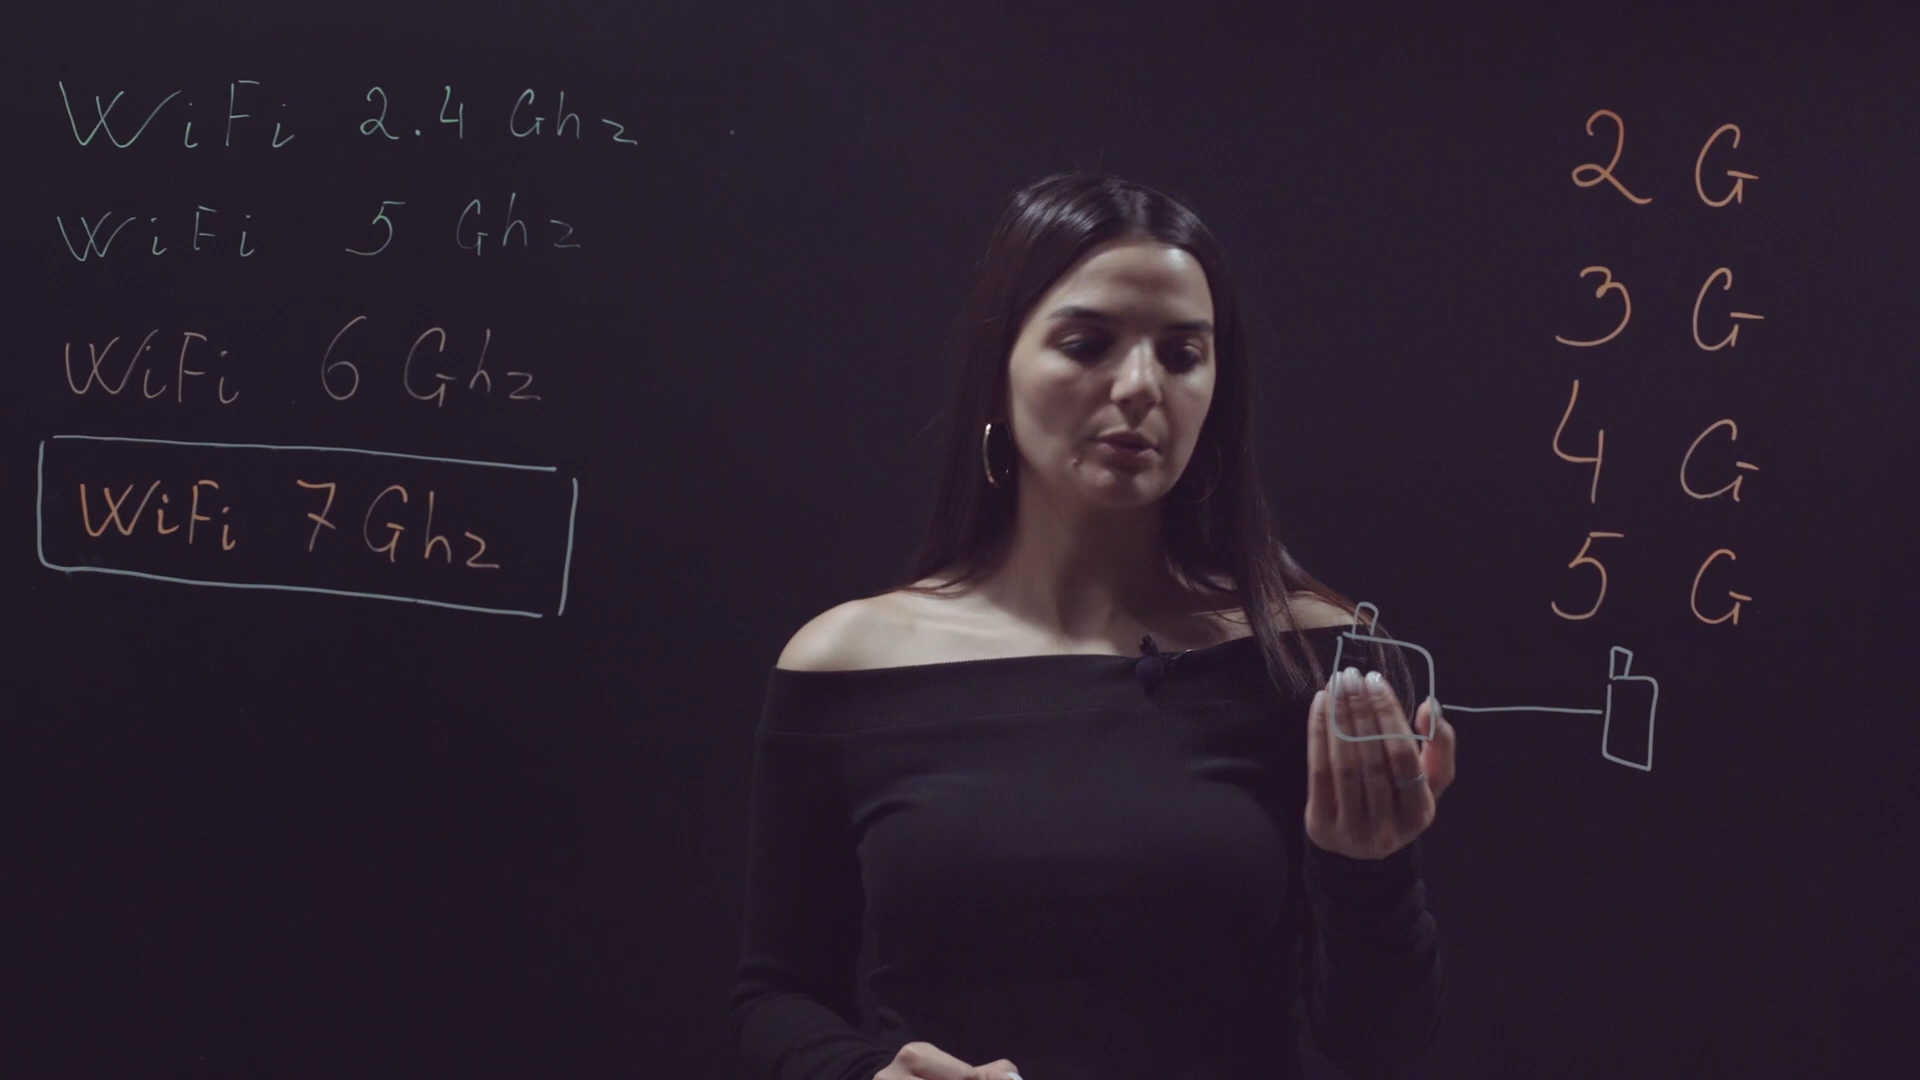 WiFi 2.4 Ghz
WiFi 5 Ghz
WiFi 6 Ghz
WiFi 7 Ghz
2 G
3 G
4 G
5 G